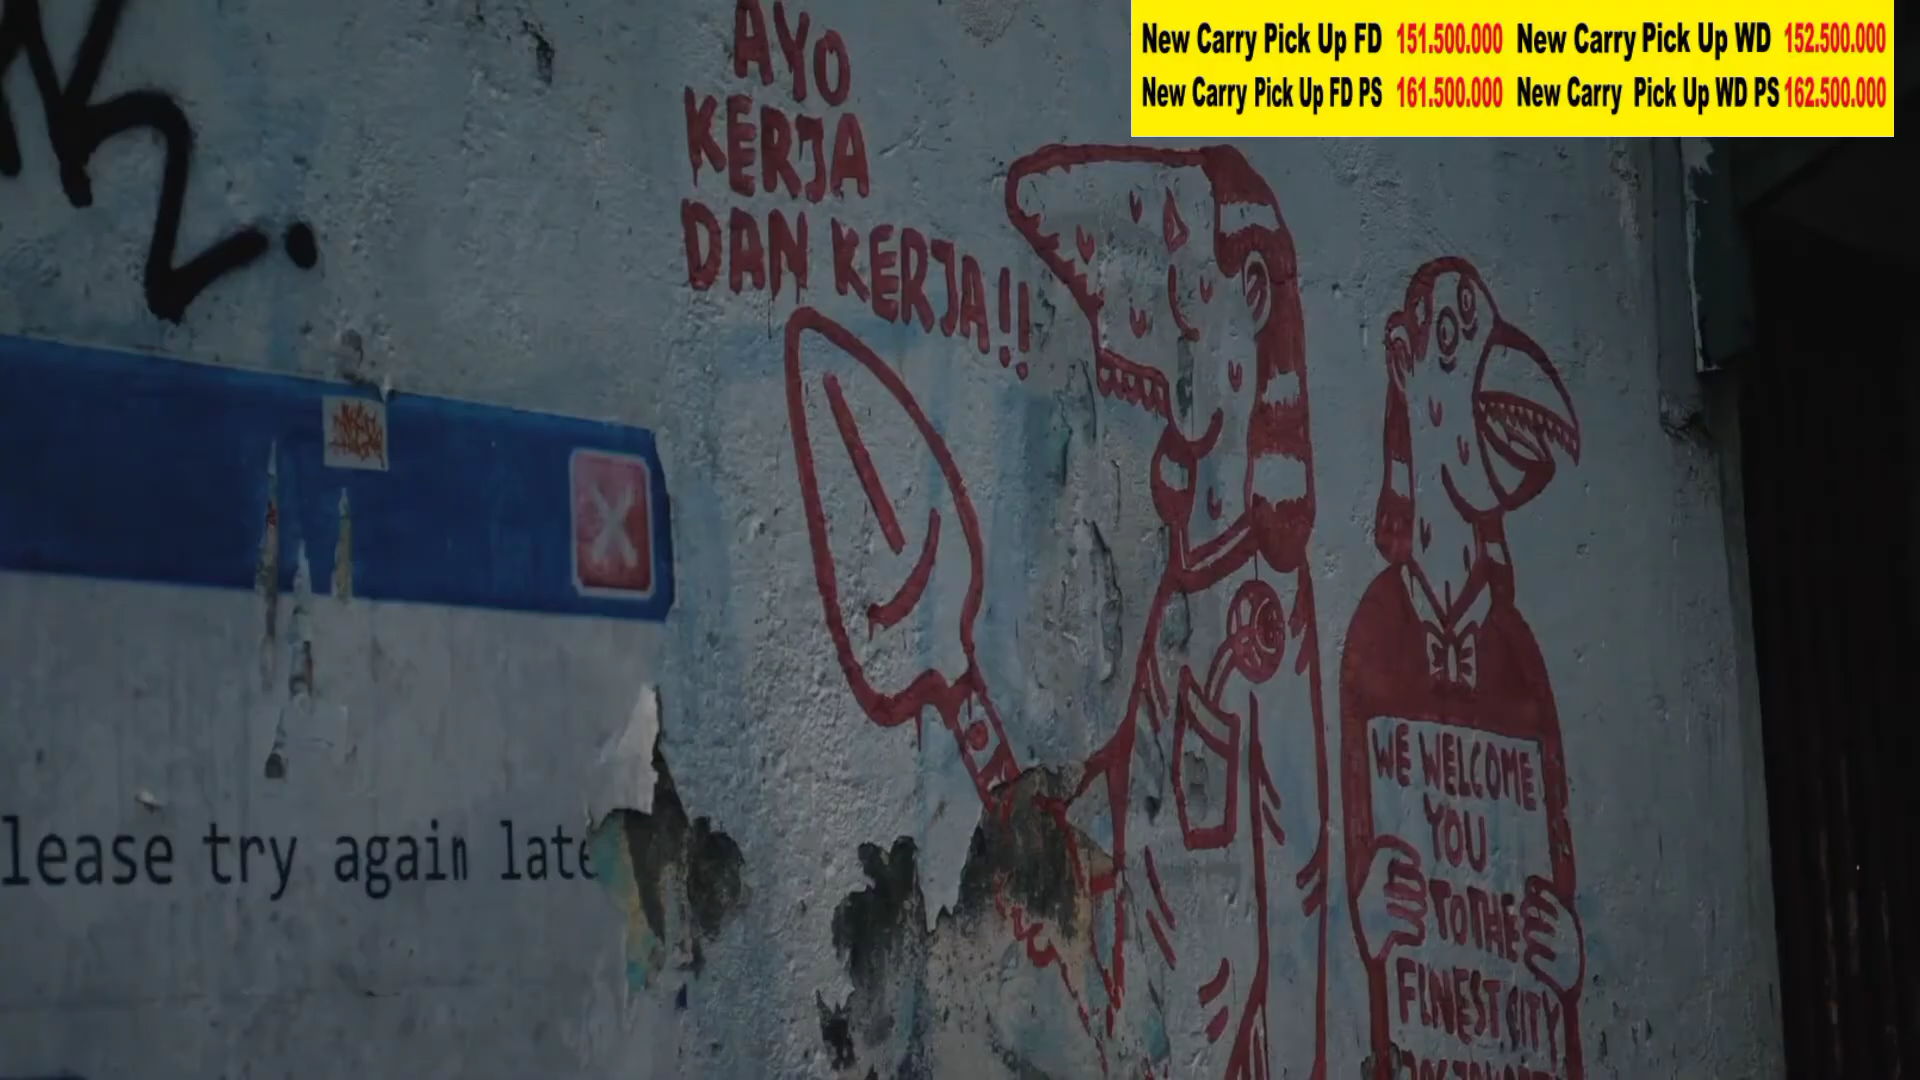 New Carry Pick Up FD 151.500.000 New Carry Pick Up WD 152.500.000
New Carry Pick Up FD PS 161.500.000 New Carry Pick Up WD PS 162.500.000
AYO
KERJA
DAN KERJA!!
X
lease try again late
WE WELCOME
YOU
TO THE
FINEST CITY